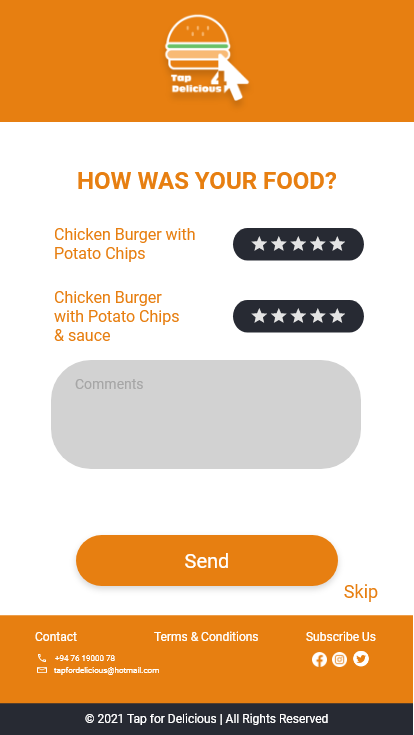 Tap
Delicious
HOW WAS YOUR FOOD?
Chicken Burger with
Potato Chips
Chicken Burger
with Potato Chips
& sauce
Comments
Send
Skip
Contact
Terms & Conditions
Subscribe Us
+94 76 19000 78
tapfordelicious@hotmail.com
© 2021 Tap for Delicious | All Rights Reserved